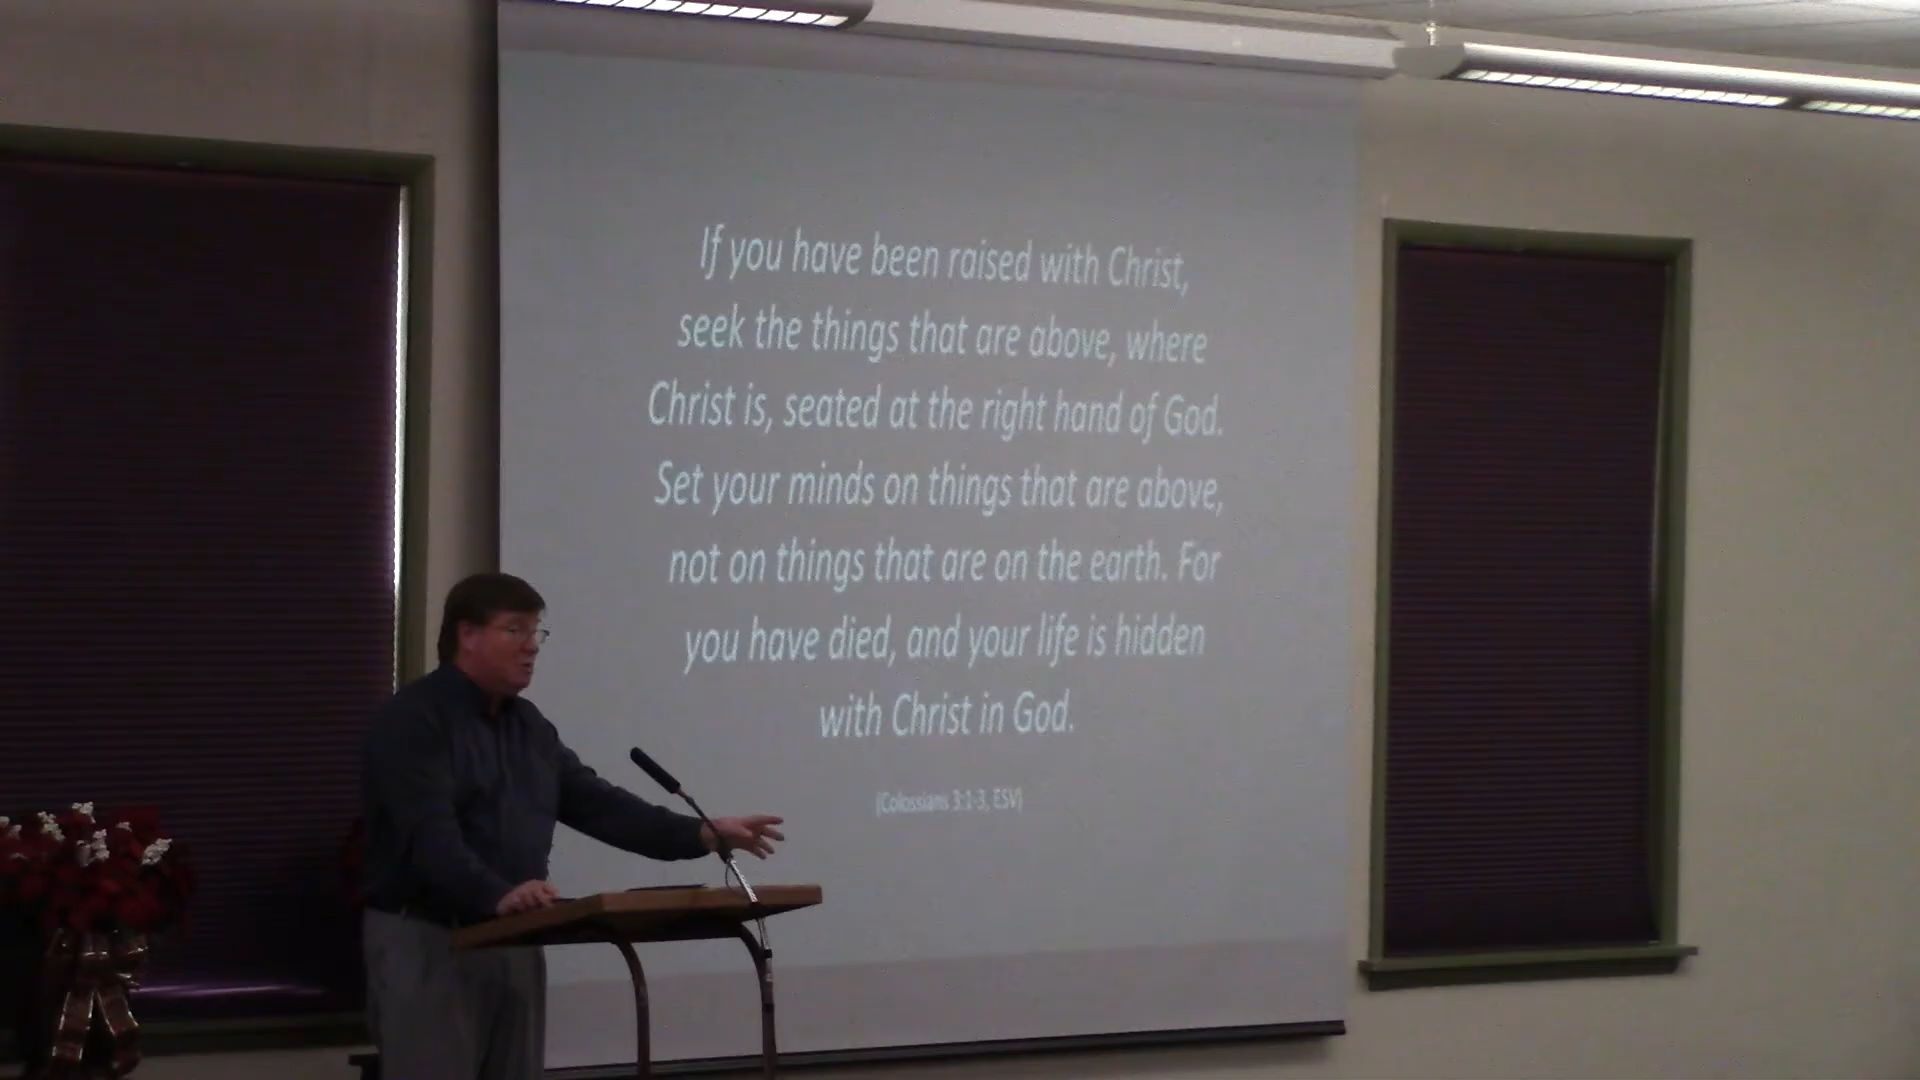 If you have been raised with Christ,
seek the things that are above, where
Christ is, seated at the right hand of God.
Set your minds on things that are above,
not on things that are on the earth. For
you have died, and your life is hidden
with Christ in God.
(Colossians 3:1-3, ESV)